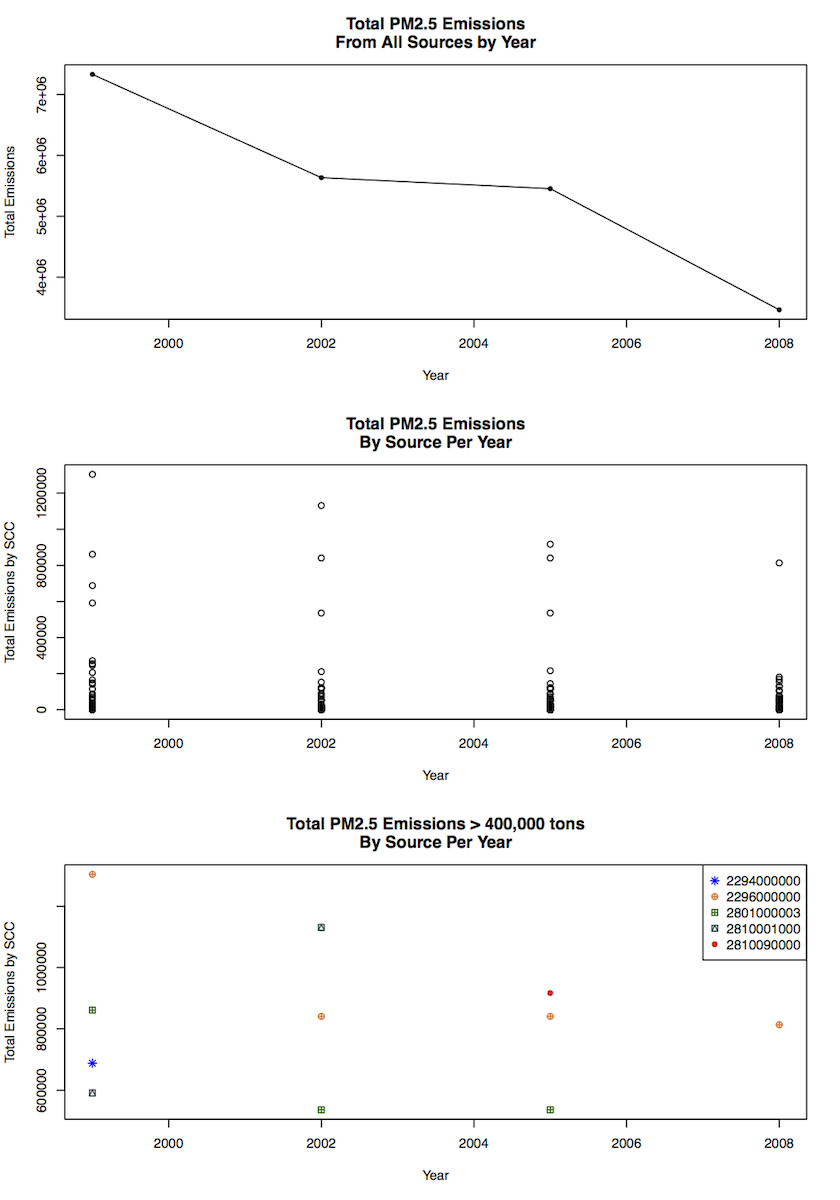 Total PM2.5 Emissions
From All Sources by Year
Total Emissions
7e+06
6e+06
5e+06
4e+06
2000 2002 2004 2006 2008
Year
Total PM2.5 Emissions
By Source Per Year
Total Emissions by SCC
1200000
800000
400000
0
2000 2002 2004 2006 2008
Year
Total PM2.5 Emissions > 400,000 tons
By Source Per Year
Total Emissions by SCC
1000000
800000
600000
2294000000
2296000000
2801000003
2810001000
2810090000
2000 2002 2004 2006 2008
Year